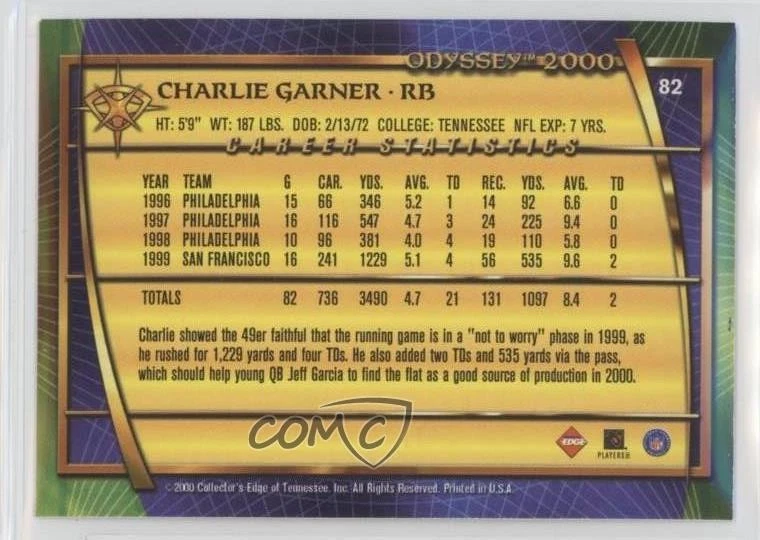 ODYSSEY™ 2000
82
CHARLIE GARNER · RB
HT: 5'9" WT: 187 LBS. DOB: 2/13/72 COLLEGE: TENNESSEE NFL EXP: 7 YRS.
CAREER STATISTICS
YEAR TEAM G CAR. YDS. AVG. TD REC. YDS. AVG. TD
1996 PHILADELPHIA 15 66 346 5.2 1 14 92 6.6 0
1997 PHILADELPHIA 16 116 547 4.7 3 24 225 9.4 0
1998 PHILADELPHIA 10 96 381 4.0 4 19 110 5.8 0
1999 SAN FRANCISCO 16 241 1229 5.1 4 56 535 9.6 2
TOTALS 82 736 3490 4.7 21 131 1097 8.4 2
Charlie showed the 49er faithful that the running game is in a "not to worry" phase in 1999, as
he rushed for 1,229 yards and four TDs. He also added two TDs and 535 yards via the pass,
which should help young QB Jeff Garcia to find the flat as a good source of production in 2000.
COMC
EDGE
PLAYERS
©2000 Collector's Edge of Tennessee, Inc. All Rights Reserved. Printed in U.S.A.